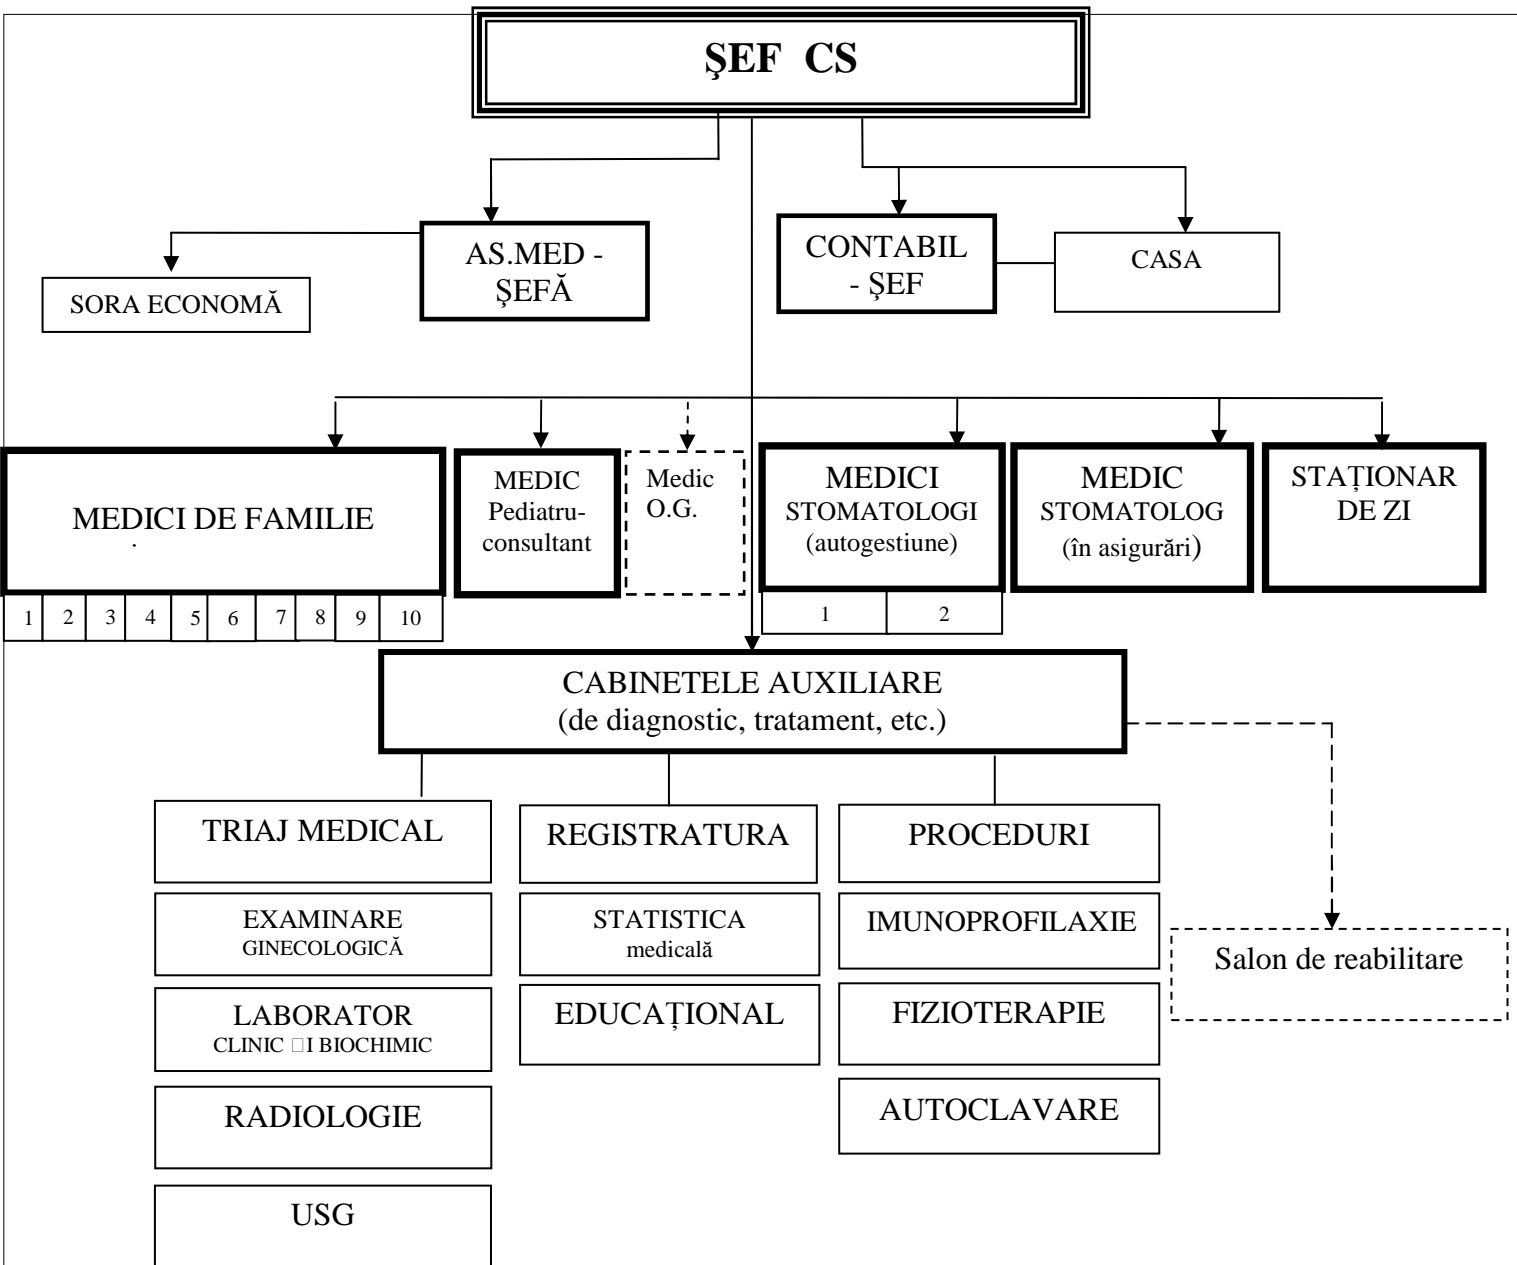 ŞEF CS
AS.MED -
ŞEFĂ
CONTABIL
- ŞEF
CASA
SORA ECONOMĂ
MEDICI DE FAMILIE
.
1 2 3 4 5 6 7 8 9 10
MEDIC
Pediatru-
consultant
Medic
O.G.
MEDICI
STOMATOLOGI
(autogestiune)
1 2
MEDIC
STOMATOLOG
(în asigurări)
STAȚIONAR
DE ZI
CABINETELE AUXILIARE
(de diagnostic, tratament, etc.)
TRIAJ MEDICAL
EXAMINARE
GINECOLOGICĂ
LABORATOR
CLINIC □I BIOCHIMIC
RADIOLOGIE
USG
REGISTRATURA
STATISTICA
medicală
EDUCAȚIONAL
PROCEDURI
IMUNOPROFILAXIE
FIZIOTERAPIE
AUTOCLAVARE
Salon de reabilitare